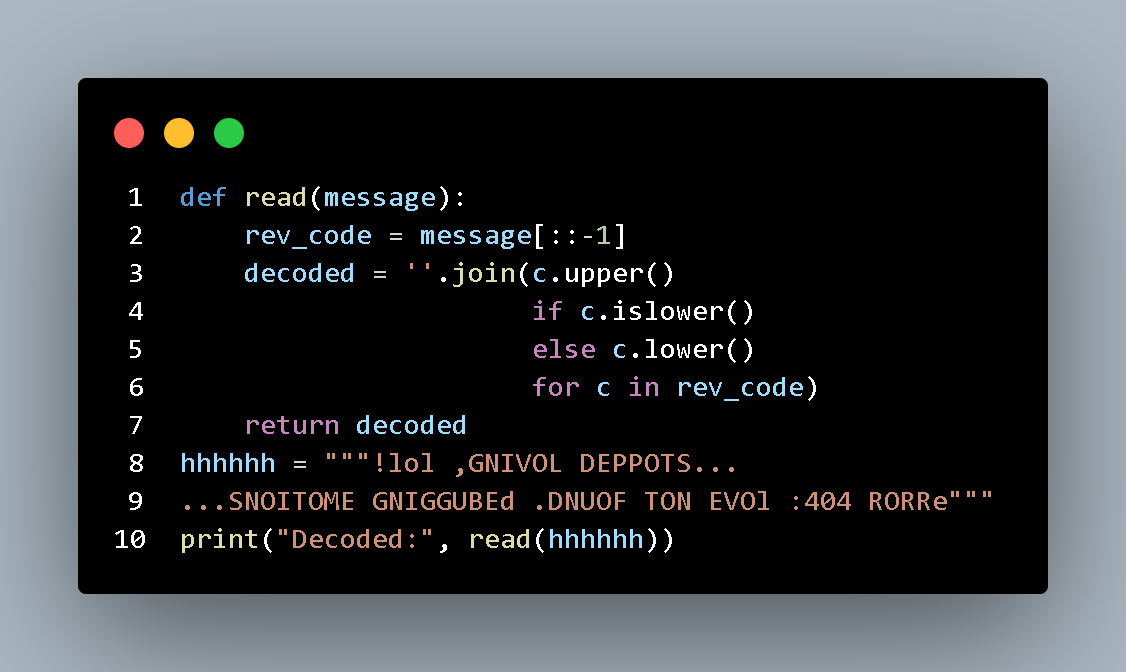 1 def read(message):
2     rev_code = message[::-1]
3     decoded = ''.join(c.upper()
4                       if c.islower()
5                       else c.lower()
6                       for c in rev_code)
7     return decoded
8 hhhhhh = """!lol ,GNIVOL DEPPOTS...
9 ...SNOITOME GNIGGUBEd .DNUOF TON EVOl :404 RORRe"""
10 print("Decoded:", read(hhhhhh))